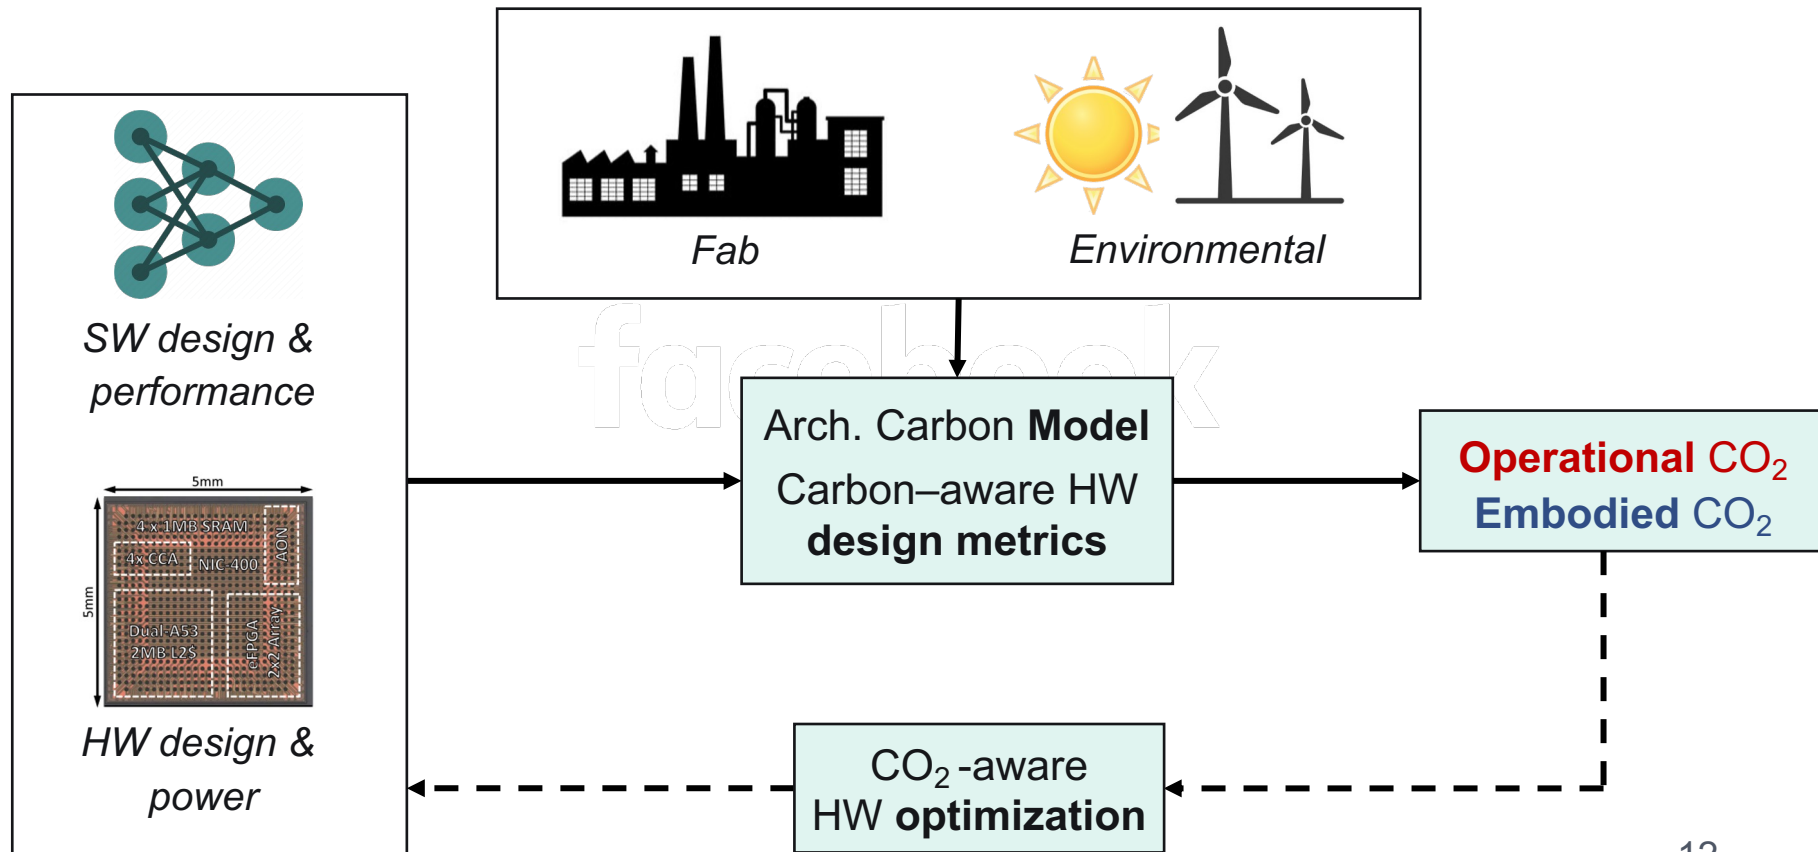 Fab
Environmental
SW design &
performance
facebook
5mm
5mm
4 x 1MB SRAM
AON
4x CCA
NIC-400
Dual-A53
2MB L2$
eFPGA
2x2 Array
HW design &
power
Arch. Carbon Model
Carbon–aware HW
design metrics
Operational CO₂
Embodied CO₂
CO₂-aware
HW optimization
12